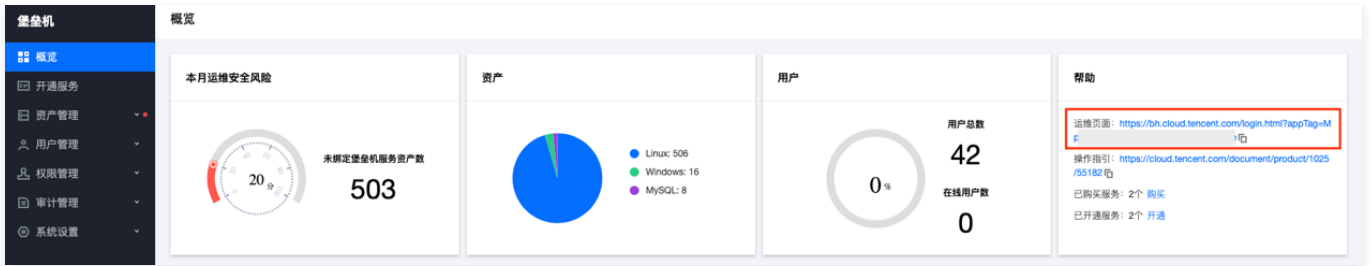 堡垒机
概览
概览
开通服务
资产管理
用户管理
权限管理
审计管理
系统设置
本月运维安全风险
20 分
未绑定堡垒机服务资产数
503
资产
Linux: 506
Windows: 16
MySQL: 8
用户
0 %
用户总数
42
在线用户数
0
帮助
运维页面：https://bh.cloud.tencent.com/login.html?appTag=M
操作指引：https://cloud.tencent.com/document/product/1025
/55182
已购买服务：2个 购买
已开通服务：2个 开通